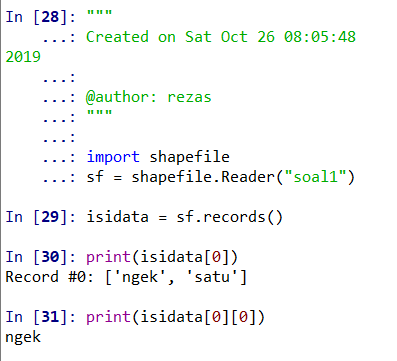 In [28]: """
    ...: Created on Sat Oct 26 08:05:48
2019
    ...:
    ...: @author: rezas
    ...: """
    ...:
    ...: import shapefile
    ...: sf = shapefile.Reader("soal1")
In [29]: isidata = sf.records()
In [30]: print(isidata[0])
Record #0: ['ngek', 'satu']
In [31]: print(isidata[0][0])
ngek